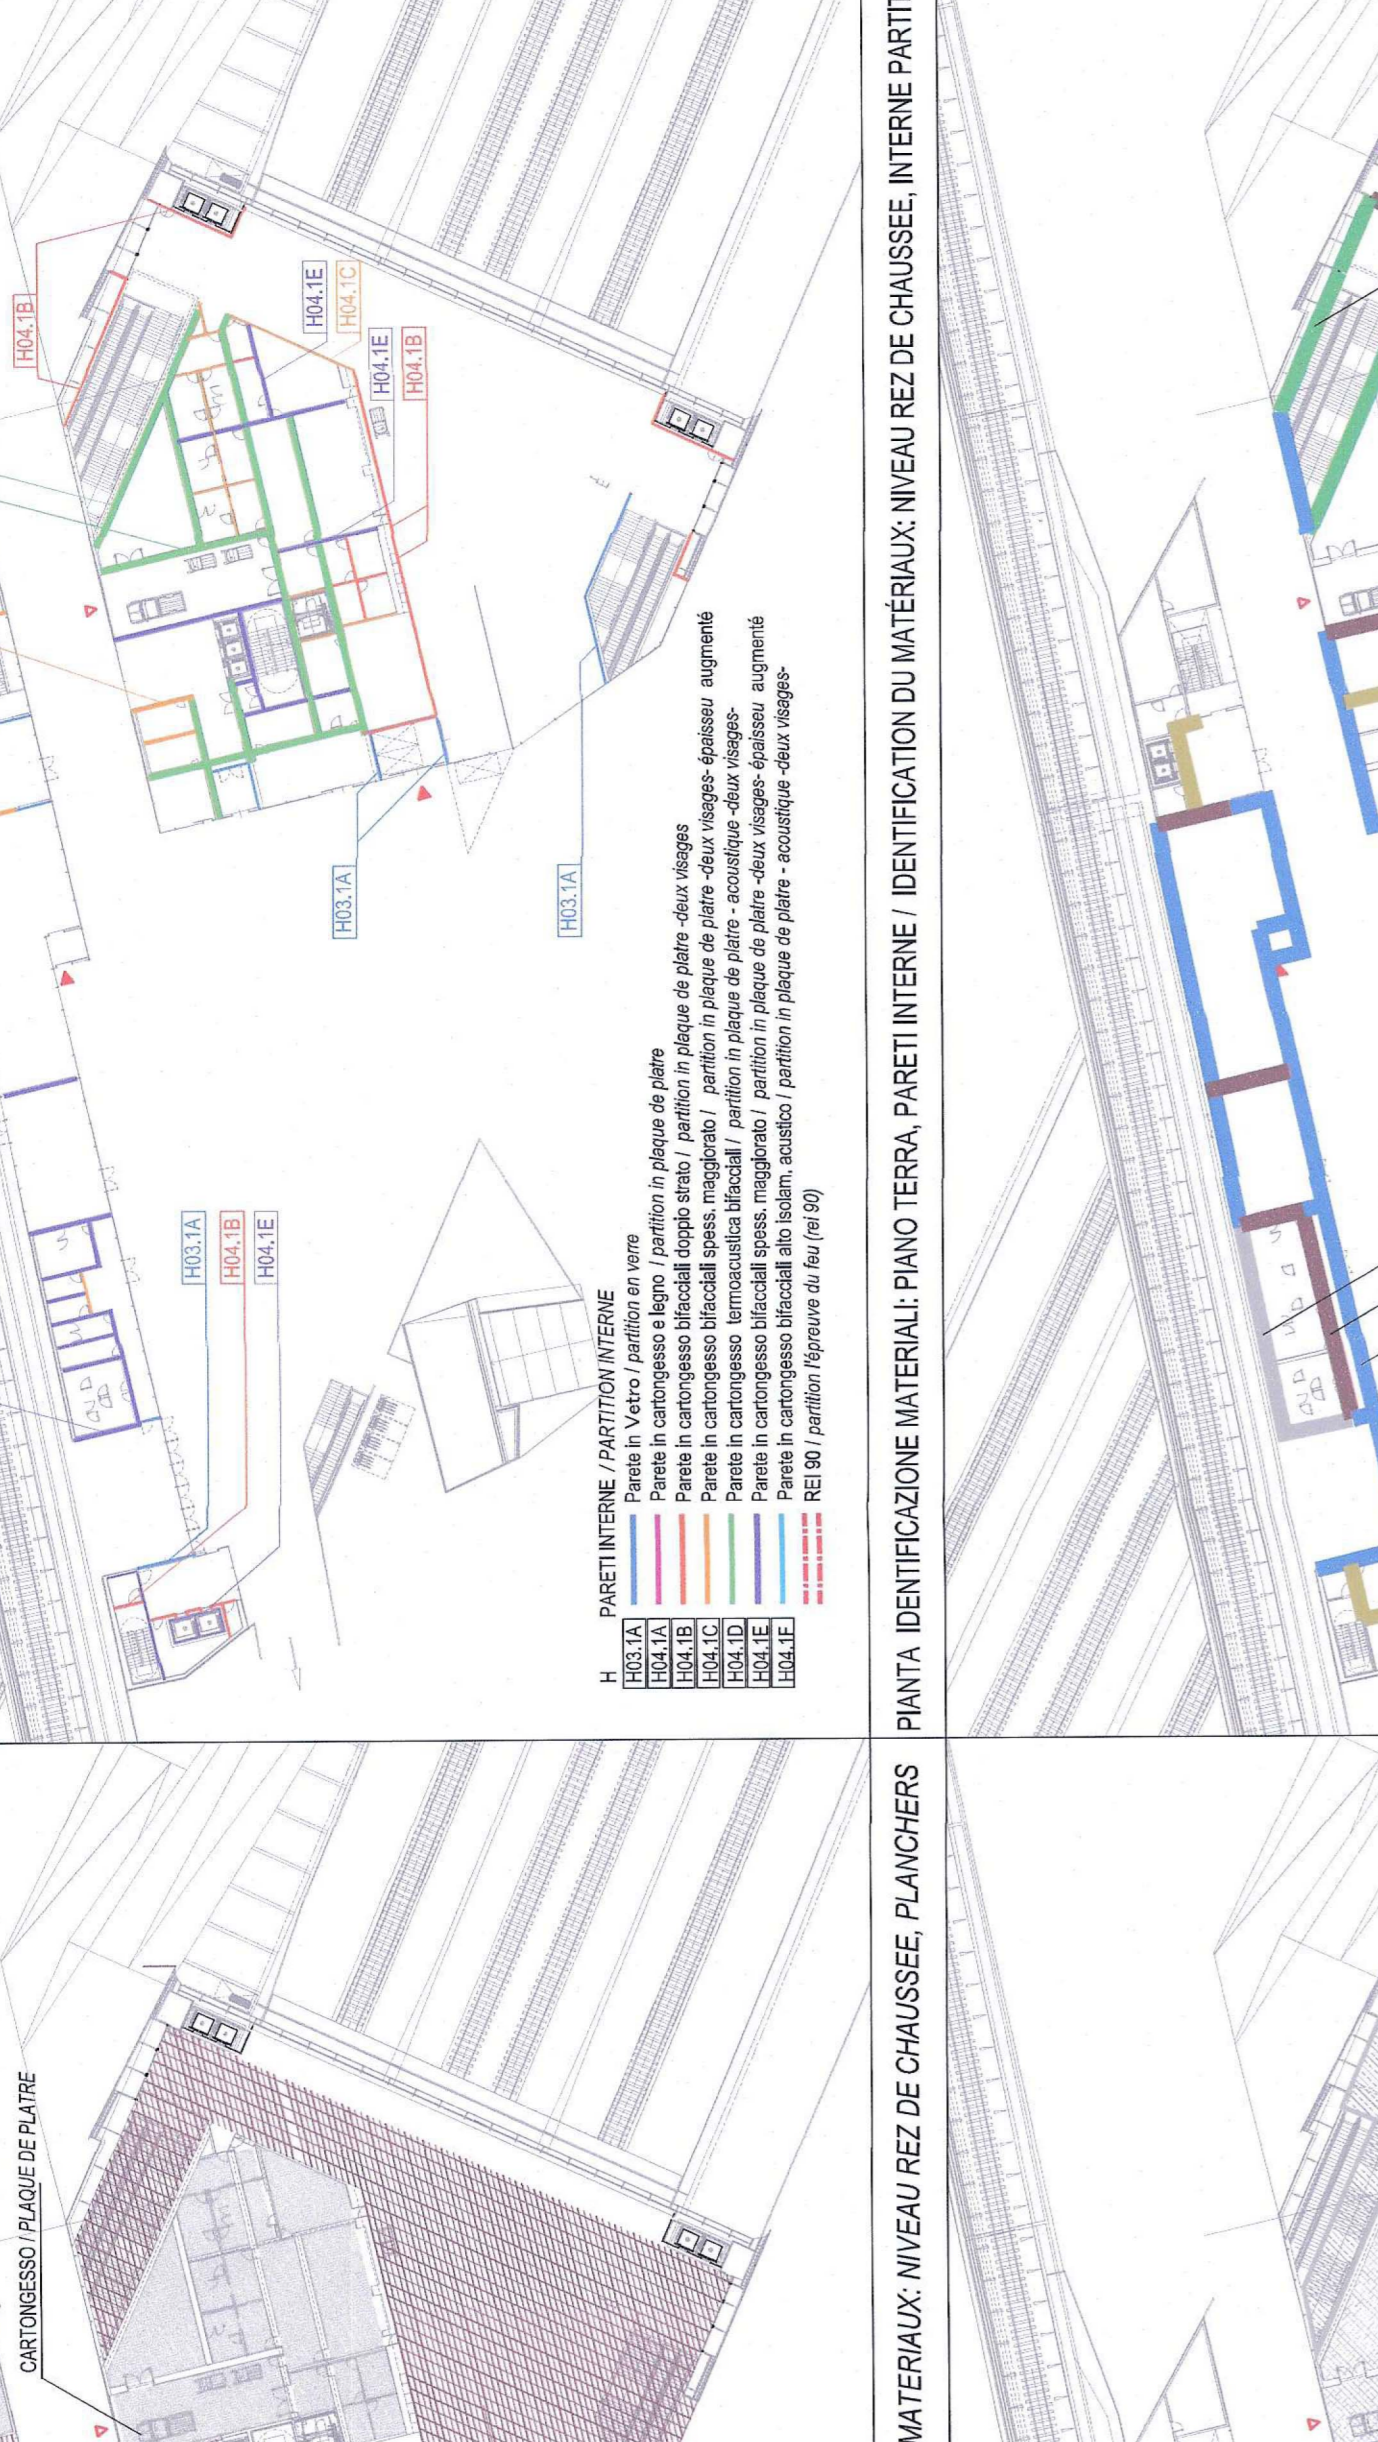 H04.1B
H04.1E
H04.1C
H04.1E
H04.1B
H03.1A
H03.1A
H03.1A
H04.1B
H04.1E
H PARETI INTERNE / PARTITION INTERNE
H03.1A Parete in Vetro / partition en verre
H04.1A Parete in cartongesso e legno / partition in plaque de platre
H04.1B Parete in cartongesso bifacciali doppio strato / partition in plaque de platre -deux visages
H04.1C Parete in cartongesso bifacciali spess. maggiorato / partition in plaque de platre -deux visages- épaisseu augmenté
H04.1D Parete in cartongesso termoacustica bifacciali / partition in plaque de platre - acoustique -deux visages-
H04.1E Parete in cartongesso bifacciali spess. maggiorato / partition in plaque de platre -deux visages- épaisseu augmenté
H04.1F Parete in cartongesso bifacciali alto isolam. acustico / partition in plaque de platre - acoustique -deux visages-
REI 90 / partition l'épreuve du feu (rei 90)
PIANTA IDENTIFICAZIONE MATERIALI: PIANO TERRA, PARETI INTERNE / IDENTIFICATION DU MATÉRIAUX: NIVEAU REZ DE CHAUSSEE, INTERNE PARTIT
CARTONGESSO / PLAQUE DE PLATRE
MATERIAUX: NIVEAU REZ DE CHAUSSEE, PLANCHERS